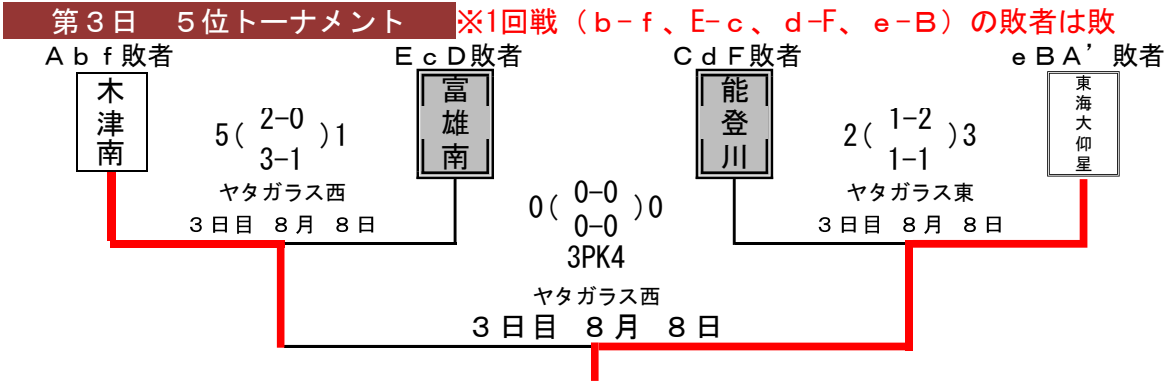 第３日　５位トーナメント　※1回戦（ｂ-ｆ、E-ｃ、ｄ-F、ｅ-B）の敗者は敗
Ａｂｆ敗者　ＥｃＤ敗者　ＣｄＦ敗者　ｅＢＡ’敗者
木津南
富雄南
能登川
東海大仰星
5( 2-0 )1
3-1
ヤタガラス西
３日目 ８月 ８日
2( 1-2 )3
1-1
ヤタガラス東
３日目 ８月 ８日
0( 0-0 )0
0-0
3PK4
ヤタガラス西
３日目 ８月 ８日